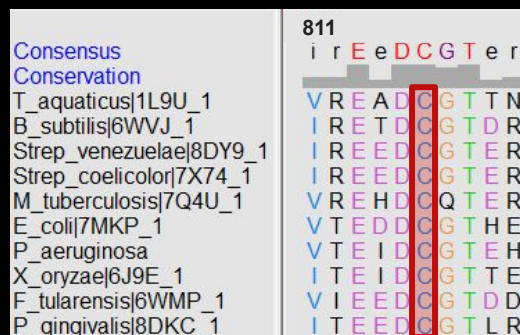 811
Consensus i r E e D C G T e r
Conservation
T_aquaticus|1L9U_1 V R E A D C G T T N
B_subtilis|6WVJ_1 I R E T D C G T D R
Strep_venezuelae|8DY9_1 I R E E D C G T E R
Strep_coelicolor|7X74_1 I R E E D C G T E R
M_tuberculosis|7Q4U_1 V R E H D C Q T E R
E_coli|7MKP_1 V T E D D C G T H E
P_aeruginosa V T E I D C G T E H
X_oryzae|6J9E_1 I T E I D C G T T E
F_tularensis|6WMP_1 V I E E D C G T D D
P_gingivalis|8DKC_1 I T E E D C G T L R